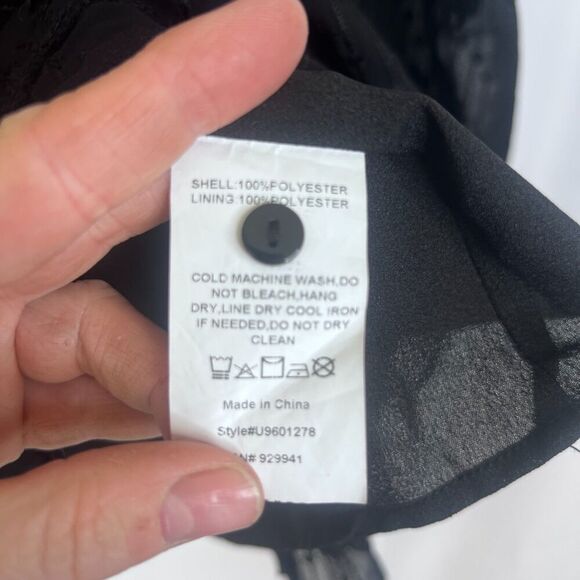 SHELL:100%POLYESTER
LINING:100%POLYESTER
COLD MACHINE WASH,DO
NOT BLEACH,HANG
DRY,LINE DRY COOL IRON
IF NEEDED,DO NOT DRY
CLEAN
Made in China
Style#U9601278
N# 929941